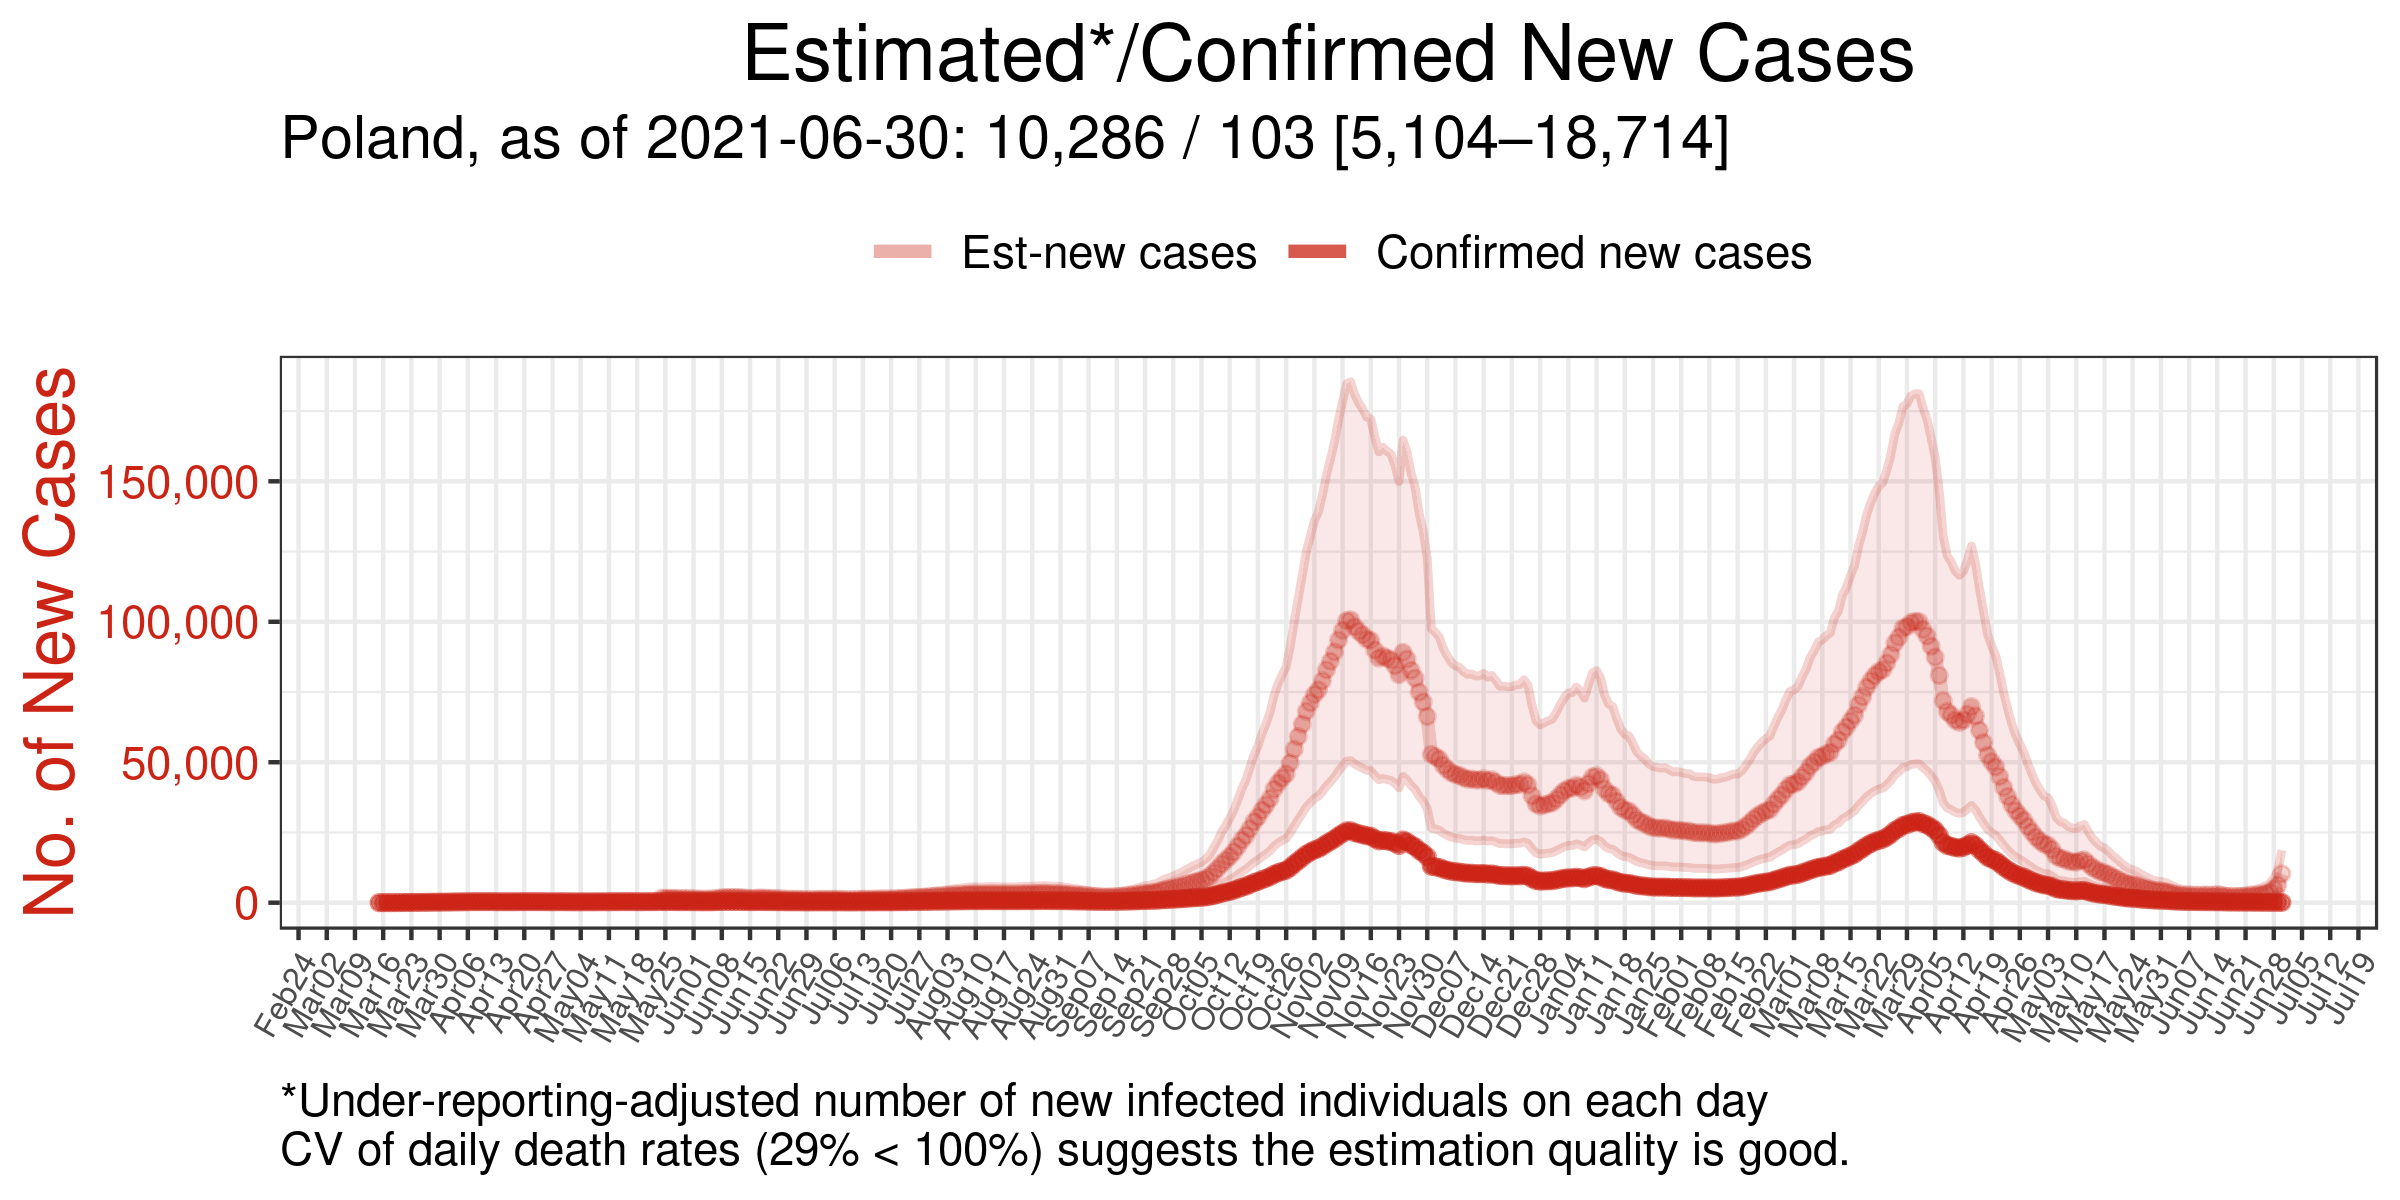 Estimated*/Confirmed New Cases
Poland, as of 2021-06-30: 10,286 / 103 [5,104–18,714]
Est-new cases
Confirmed new cases
No. of New Cases
150,000
100,000
50,000
0
Feb24
Mar02
Mar09
Mar16
Mar23
Mar30
Apr06
Apr13
Apr20
Apr27
May04
May11
May18
May25
Jun01
Jun08
Jun15
Jun22
Jun29
Jul06
Jul13
Jul20
Jul27
Aug03
Aug10
Aug17
Aug24
Aug31
Sep07
Sep14
Sep21
Sep28
Oct05
Oct12
Oct19
Oct26
Nov02
Nov09
Nov16
Nov23
Nov30
Dec07
Dec14
Dec21
Dec28
Jan04
Jan11
Jan18
Jan25
Feb01
Feb08
Feb15
Feb22
Mar01
Mar08
Mar15
Mar22
Mar29
Apr05
Apr12
Apr19
Apr26
May03
May10
May17
May24
May31
Jun07
Jun14
Jun21
Jun28
Jul05
Jul12
Jul19
*Under-reporting-adjusted number of new infected individuals on each day
CV of daily death rates (29% < 100%) suggests the estimation quality is good.